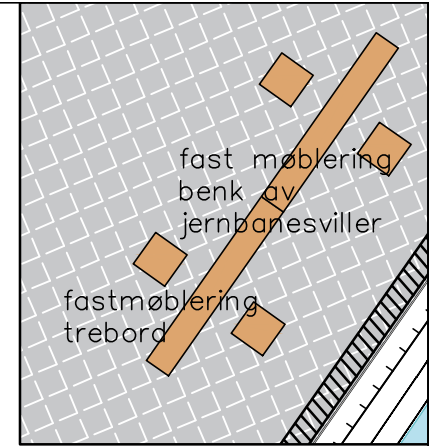 fast møblering
benk av
jernbanesviller
fastmøblering
trebord